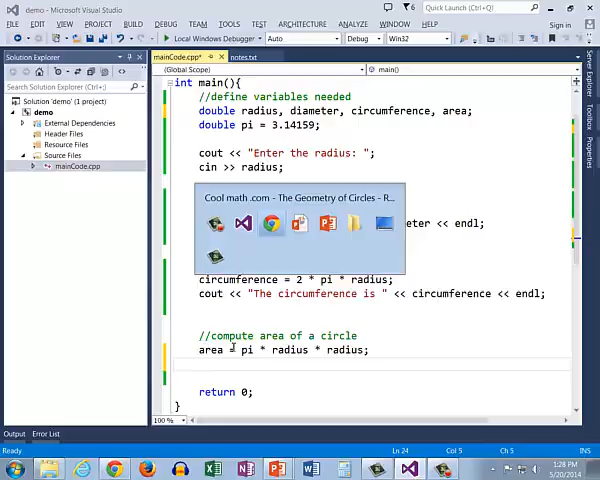 demo - Microsoft Visual Studio
6
Quick Launch (Ctrl+Q)
FILE EDIT VIEW PROJECT BUILD DEBUG TEAM TOOLS TEST ARCHITECTURE ANALYZE WINDOW HELP
Sign in
Local Windows Debugger Auto Debug Win32
Solution Explorer
Search Solution Explorer (Ctrl+;)
Solution 'demo' (1 project)
demo
External Dependencies
Header Files
Resource Files
Source Files
mainCode.cpp
mainCode.cpp* notes.txt
(Global Scope) main()
int main(){
//define variables needed
double radius, diameter, circumference, area;
double pi = 3.14159;
cout << "Enter the radius: ";
cin >> radius;
Cool math .com - The Geometry of Circles - R...
eter << endl;
circumference = 2 * pi * radius;
cout << "The circumference is " << circumference << endl;
//compute area of a circle
area = pi * radius * radius;
return 0;
}
100 %
Server Explorer
Toolbox
Properties
Output Error List
Ready Ln 24 Col 5 Ch 5 INS
1:28 PM
5/20/2014